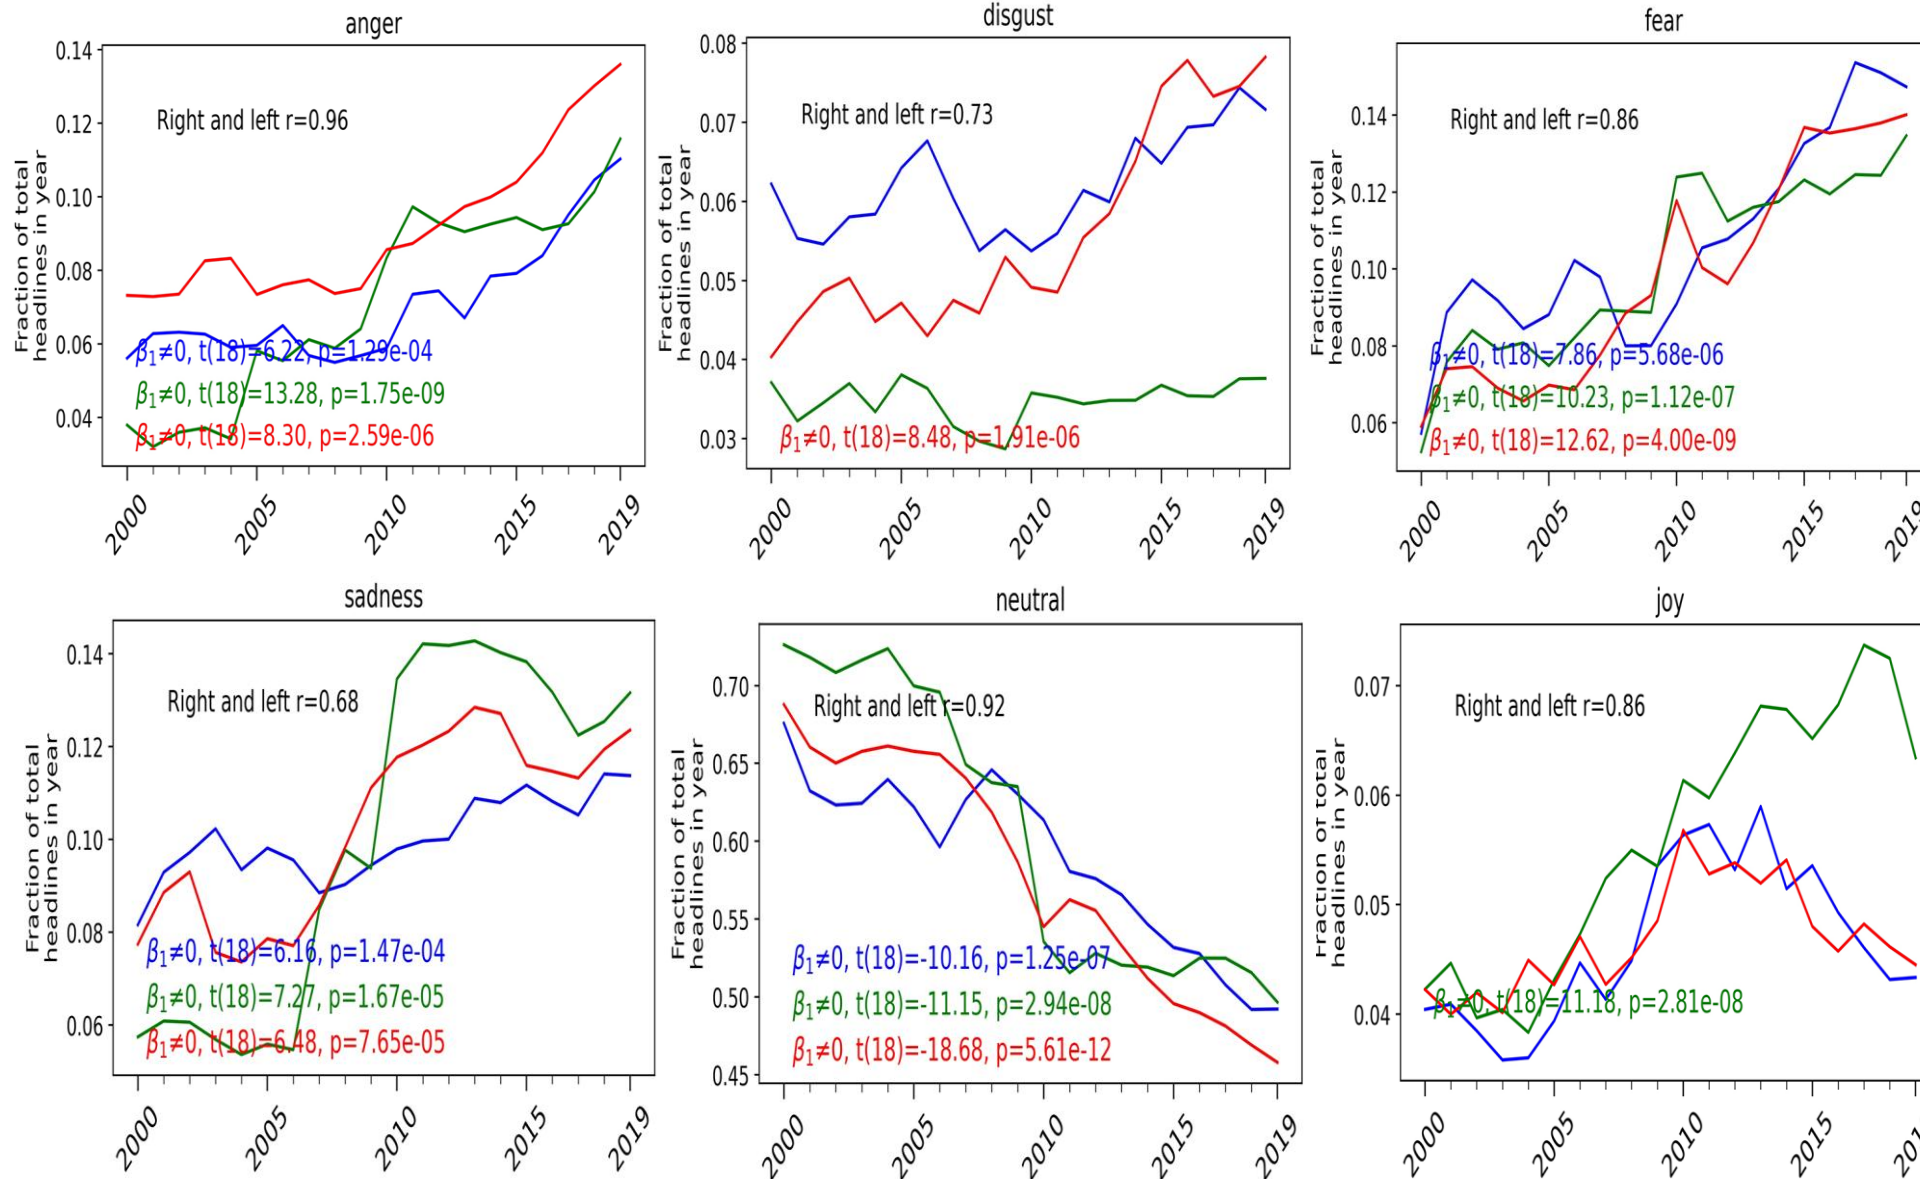 anger
0.14
0.12
0.10
0.08
0.06
0.04
Fraction of total
headlines in year
Right and left r=0.96
β₁≠0, t(18)=6.22, p=1.29e-04
β₁≠0, t(18)=13.28, p=1.75e-09
β₁≠0, t(18)=8.30, p=2.59e-06
2000 2005 2010 2015 2019
disgust
0.08
0.07
0.06
0.05
0.04
0.03
Fraction of total
headlines in year
Right and left r=0.73
β₁≠0, t(18)=8.48, p=1.91e-06
2000 2005 2010 2015 2019
fear
0.14
0.12
0.10
0.08
0.06
Fraction of total
headlines in year
Right and left r=0.86
β₁≠0, t(18)=7.86, p=5.68e-06
β₁≠0, t(18)=10.23, p=1.12e-07
β₁≠0, t(18)=12.62, p=4.00e-09
2000 2005 2010 2015 2019
sadness
0.14
0.12
0.10
0.08
0.06
Fraction of total
headlines in year
Right and left r=0.68
β₁≠0, t(18)=6.16, p=1.47e-04
β₁≠0, t(18)=7.27, p=1.67e-05
β₁≠0, t(18)=6.48, p=7.65e-05
2000 2005 2010 2015 2019
neutral
0.70
0.65
0.60
0.55
0.50
0.45
Fraction of total
headlines in year
Right and left r=0.92
β₁≠0, t(18)=-10.16, p=1.25e-07
β₁≠0, t(18)=-11.15, p=2.94e-08
β₁≠0, t(18)=-18.68, p=5.61e-12
2000 2005 2010 2015 2019
joy
0.07
0.06
0.05
0.04
Fraction of total
headlines in year
Right and left r=0.86
β₁≠0, t(18)=11.18, p=2.81e-08
2000 2005 2010 2015